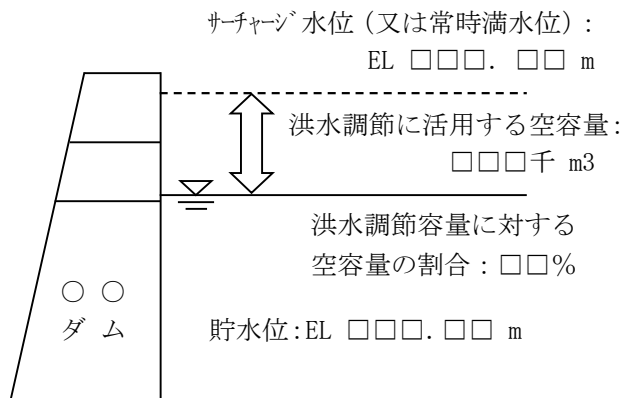 サーチャージ水位（又は常時満水位）：
EL □□□．□□ m
洪水調節に活用する空容量：
□□□千 m3
洪水調節容量に対する
空容量の割合：□□％
○ ○
ダ ム
貯水位：EL □□□．□□ m